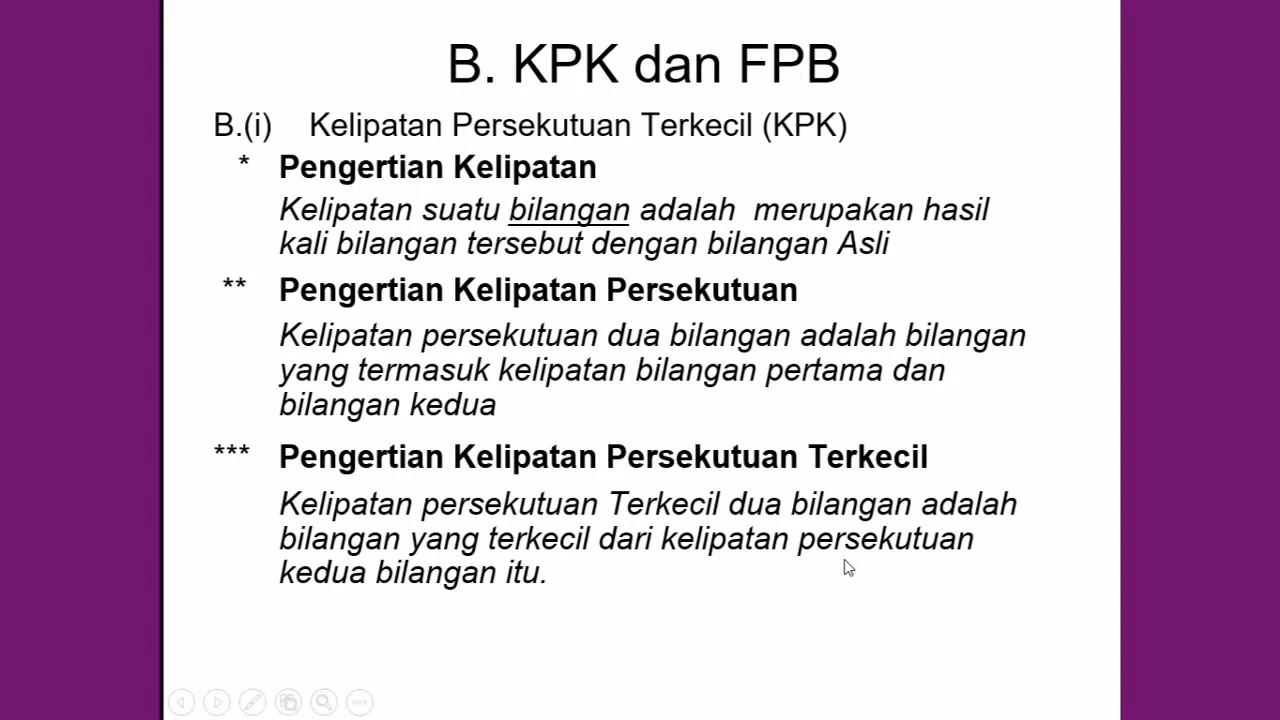 B. KPK dan FPB
B.(i) Kelipatan Persekutuan Terkecil (KPK)
* Pengertian Kelipatan
Kelipatan suatu bilangan adalah merupakan hasil
kali bilangan tersebut dengan bilangan Asli
** Pengertian Kelipatan Persekutuan
Kelipatan persekutuan dua bilangan adalah bilangan
yang termasuk kelipatan bilangan pertama dan
bilangan kedua
*** Pengertian Kelipatan Persekutuan Terkecil
Kelipatan persekutuan Terkecil dua bilangan adalah
bilangan yang terkecil dari kelipatan persekutuan
kedua bilangan itu.